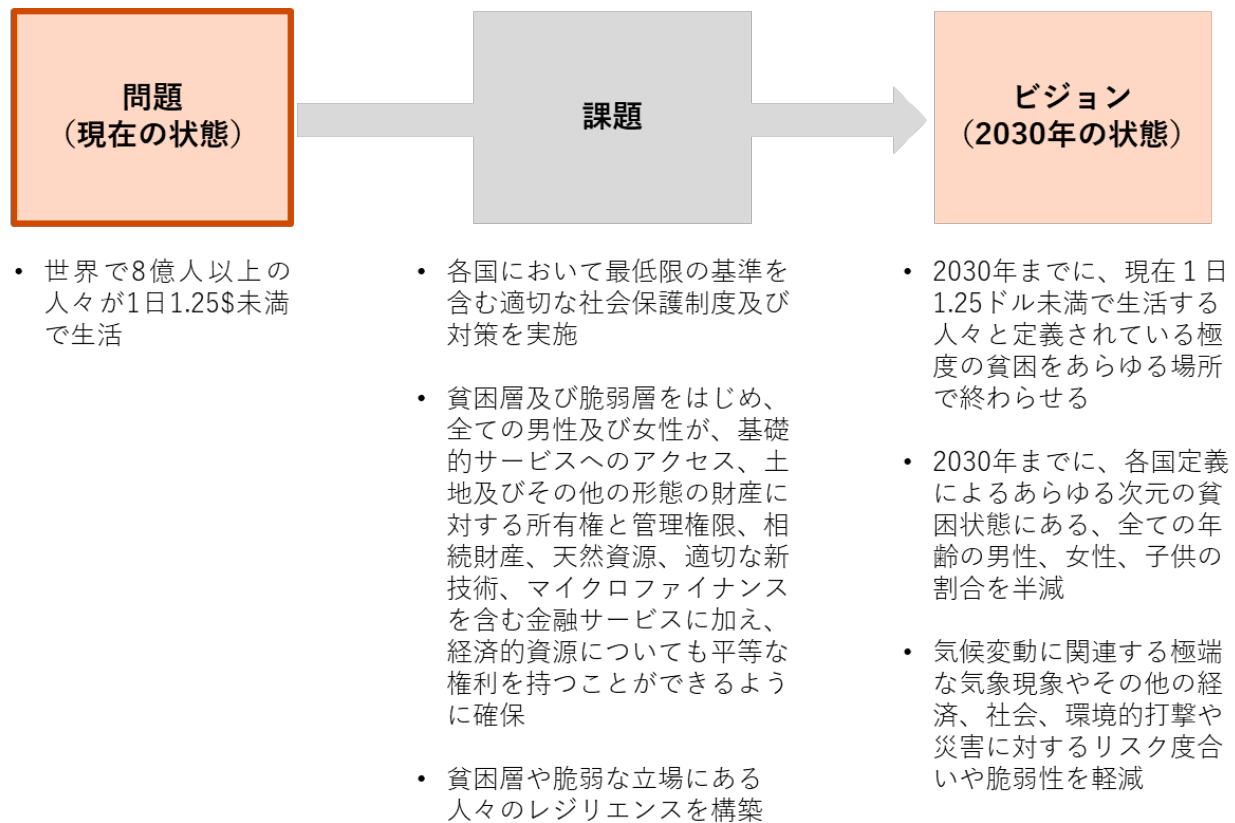 問題
（現在の状態）
課題
ビジョン
（2030年の状態）
• 世界で8億人以上の
人々が1日1.25$未満
で生活
• 各国において最低限の基準を
含む適切な社会保護制度及び
対策を実施
• 貧困層及び脆弱層をはじめ、
全ての男性及び女性が、基礎
的サービスへのアクセス、土
地及びその他の形態の財産に
対する所有権と管理権限、相
続財産、天然資源、適切な新
技術、マイクロファイナンス
を含む金融サービスに加え、
経済的資源についても平等な
権利を持つことができるよう
に確保
• 貧困層や脆弱な立場にある
人々のレジリエンスを構築
• 2030年までに、現在１日
1.25ドル未満で生活する
人々と定義されている極
度の貧困をあらゆる場所
で終わらせる
• 2030年までに、各国定義
によるあらゆる次元の貧
困状態にある、全ての年
齢の男性、女性、子供の
割合を半減
• 気候変動に関連する極端
な気象現象やその他の経
済、社会、環境的打撃や
災害に対するリスク度合
いや脆弱性を軽減